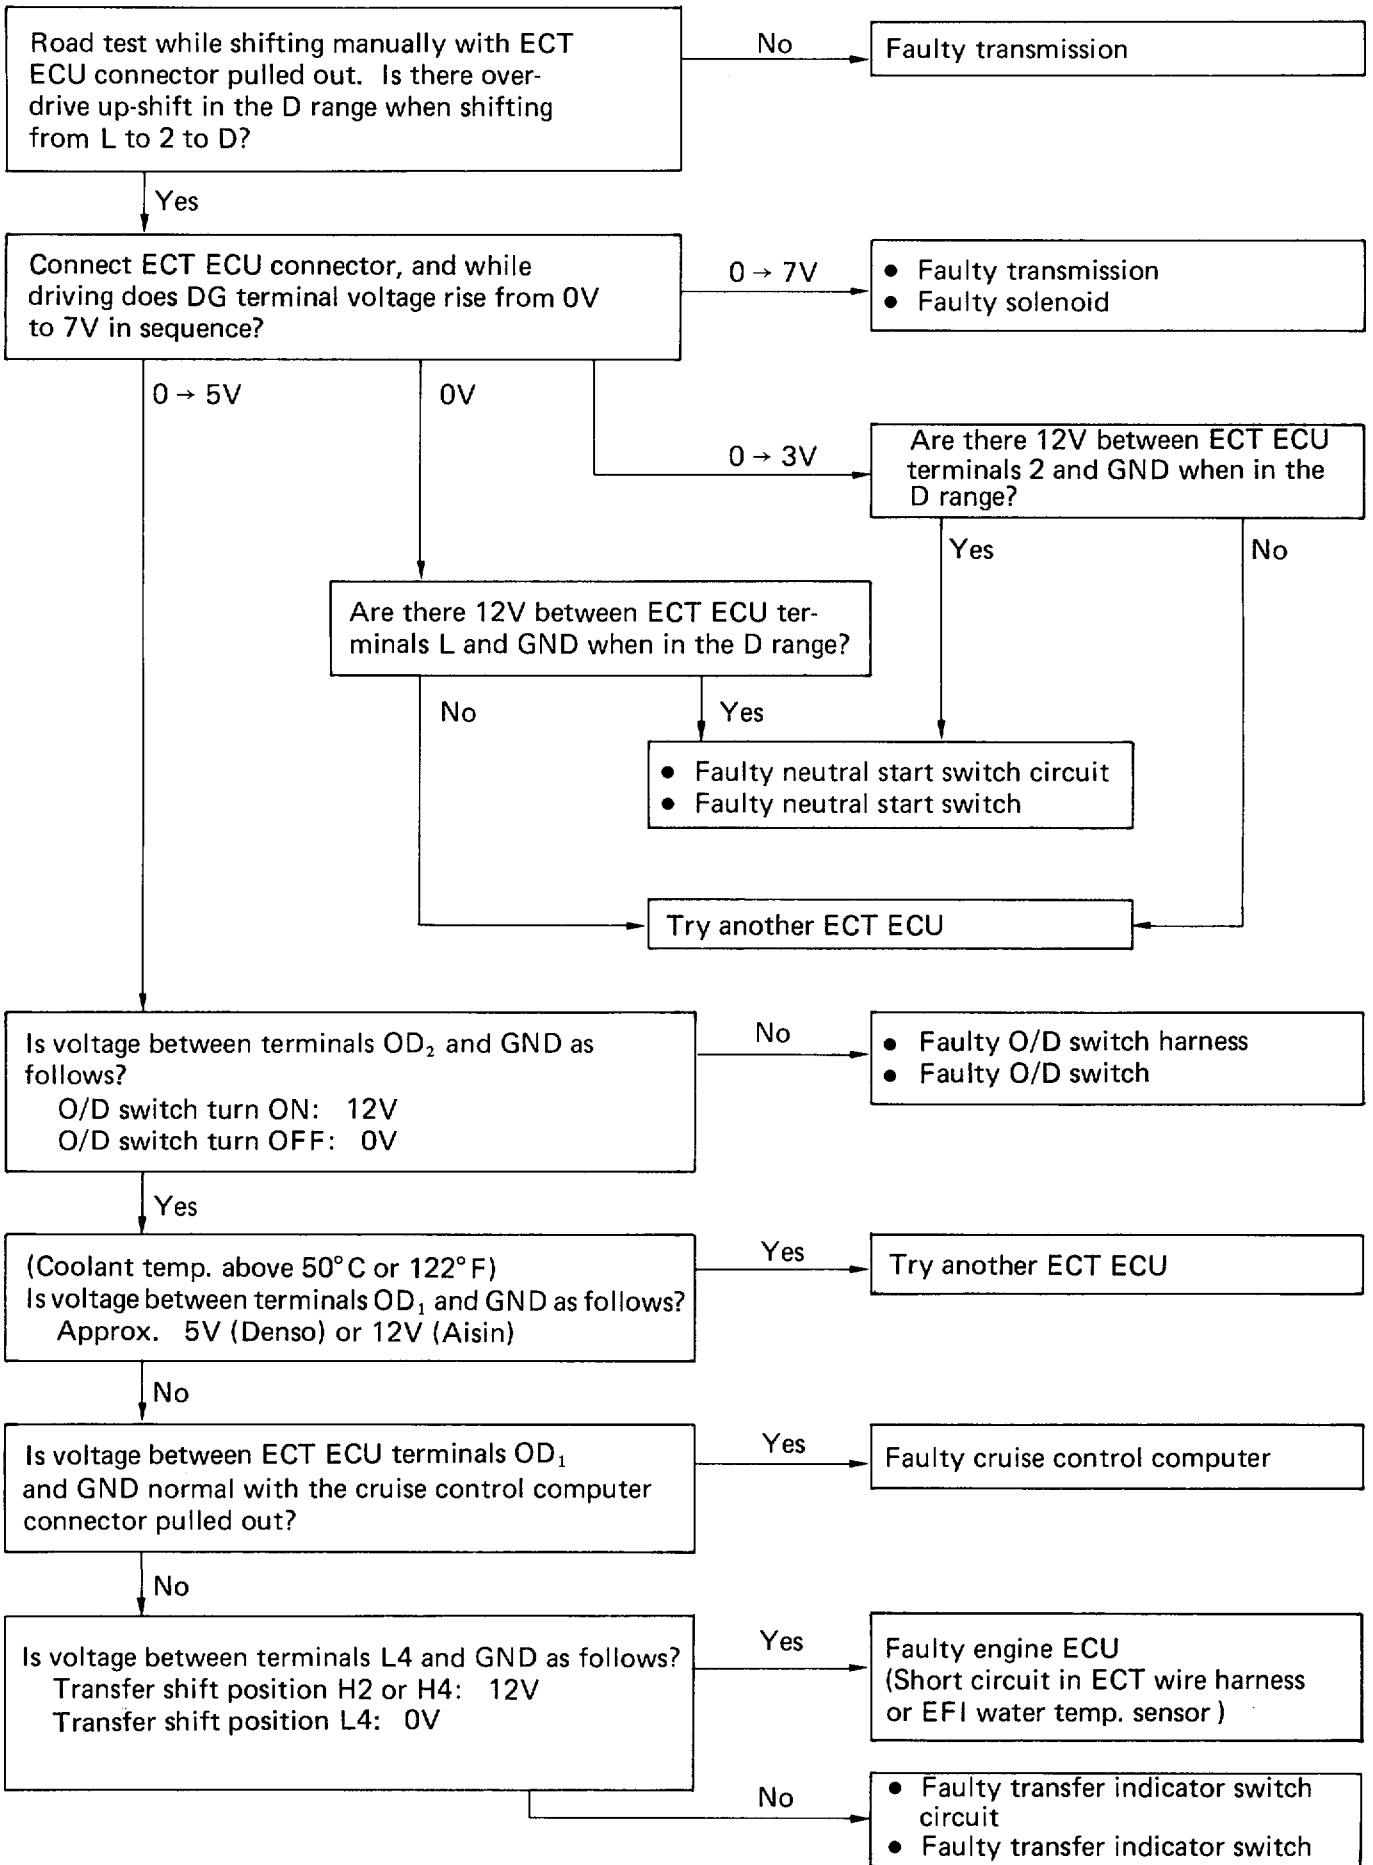 Road test while shifting manually with ECT
ECU connector pulled out. Is there over-
drive up-shift in the D range when shifting
from L to 2 to D?
No
Faulty transmission
Yes
Connect ECT ECU connector, and while
driving does DG terminal voltage rise from 0V
to 7V in sequence?
0 → 7V
● Faulty transmission
● Faulty solenoid
0 → 5V
0V
0 → 3V
Are there 12V between ECT ECU
terminals 2 and GND when in the
D range?
Yes
No
Are there 12V between ECT ECU ter-
minals L and GND when in the D range?
No
Yes
● Faulty neutral start switch circuit
● Faulty neutral start switch
Try another ECT ECU
Is voltage between terminals OD₂ and GND as
follows?
O/D switch turn ON: 12V
O/D switch turn OFF: 0V
No
● Faulty O/D switch harness
● Faulty O/D switch
Yes
(Coolant temp. above 50°C or 122°F)
Is voltage between terminals OD₁ and GND as follows?
Approx. 5V (Denso) or 12V (Aisin)
Yes
Try another ECT ECU
No
Is voltage between ECT ECU terminals OD₁
and GND normal with the cruise control computer
connector pulled out?
Yes
Faulty cruise control computer
No
Is voltage between terminals L4 and GND as follows?
Transfer shift position H2 or H4: 12V
Transfer shift position L4: 0V
Yes
Faulty engine ECU
(Short circuit in ECT wire harness
or EFI water temp. sensor)
No
● Faulty transfer indicator switch
circuit
● Faulty transfer indicator switch